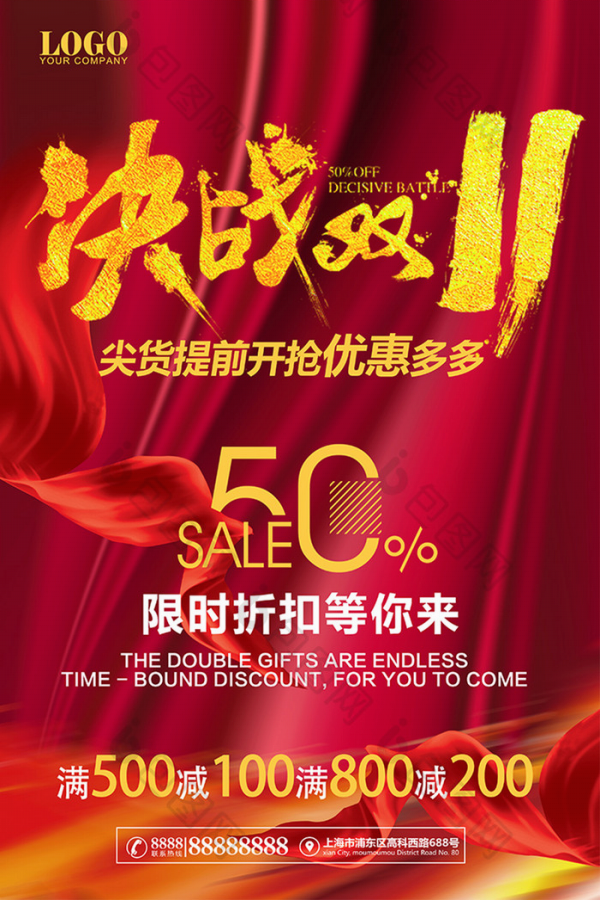 LOGO
YOUR COMPANY
决战双11
50% OFF
DECISIVE BATTLE
尖货提前开抢优惠多多
50%
SALE
限时折扣等你来
THE DOUBLE GIFTS ARE ENDLESS
TIME – BOUND DISCOUNT, FOR YOU TO COME
满500减100满800减200
8888 88888888
联系热线
上海市浦东区高科西路688号
xian City, moumoumou District Road No. 80
包图网